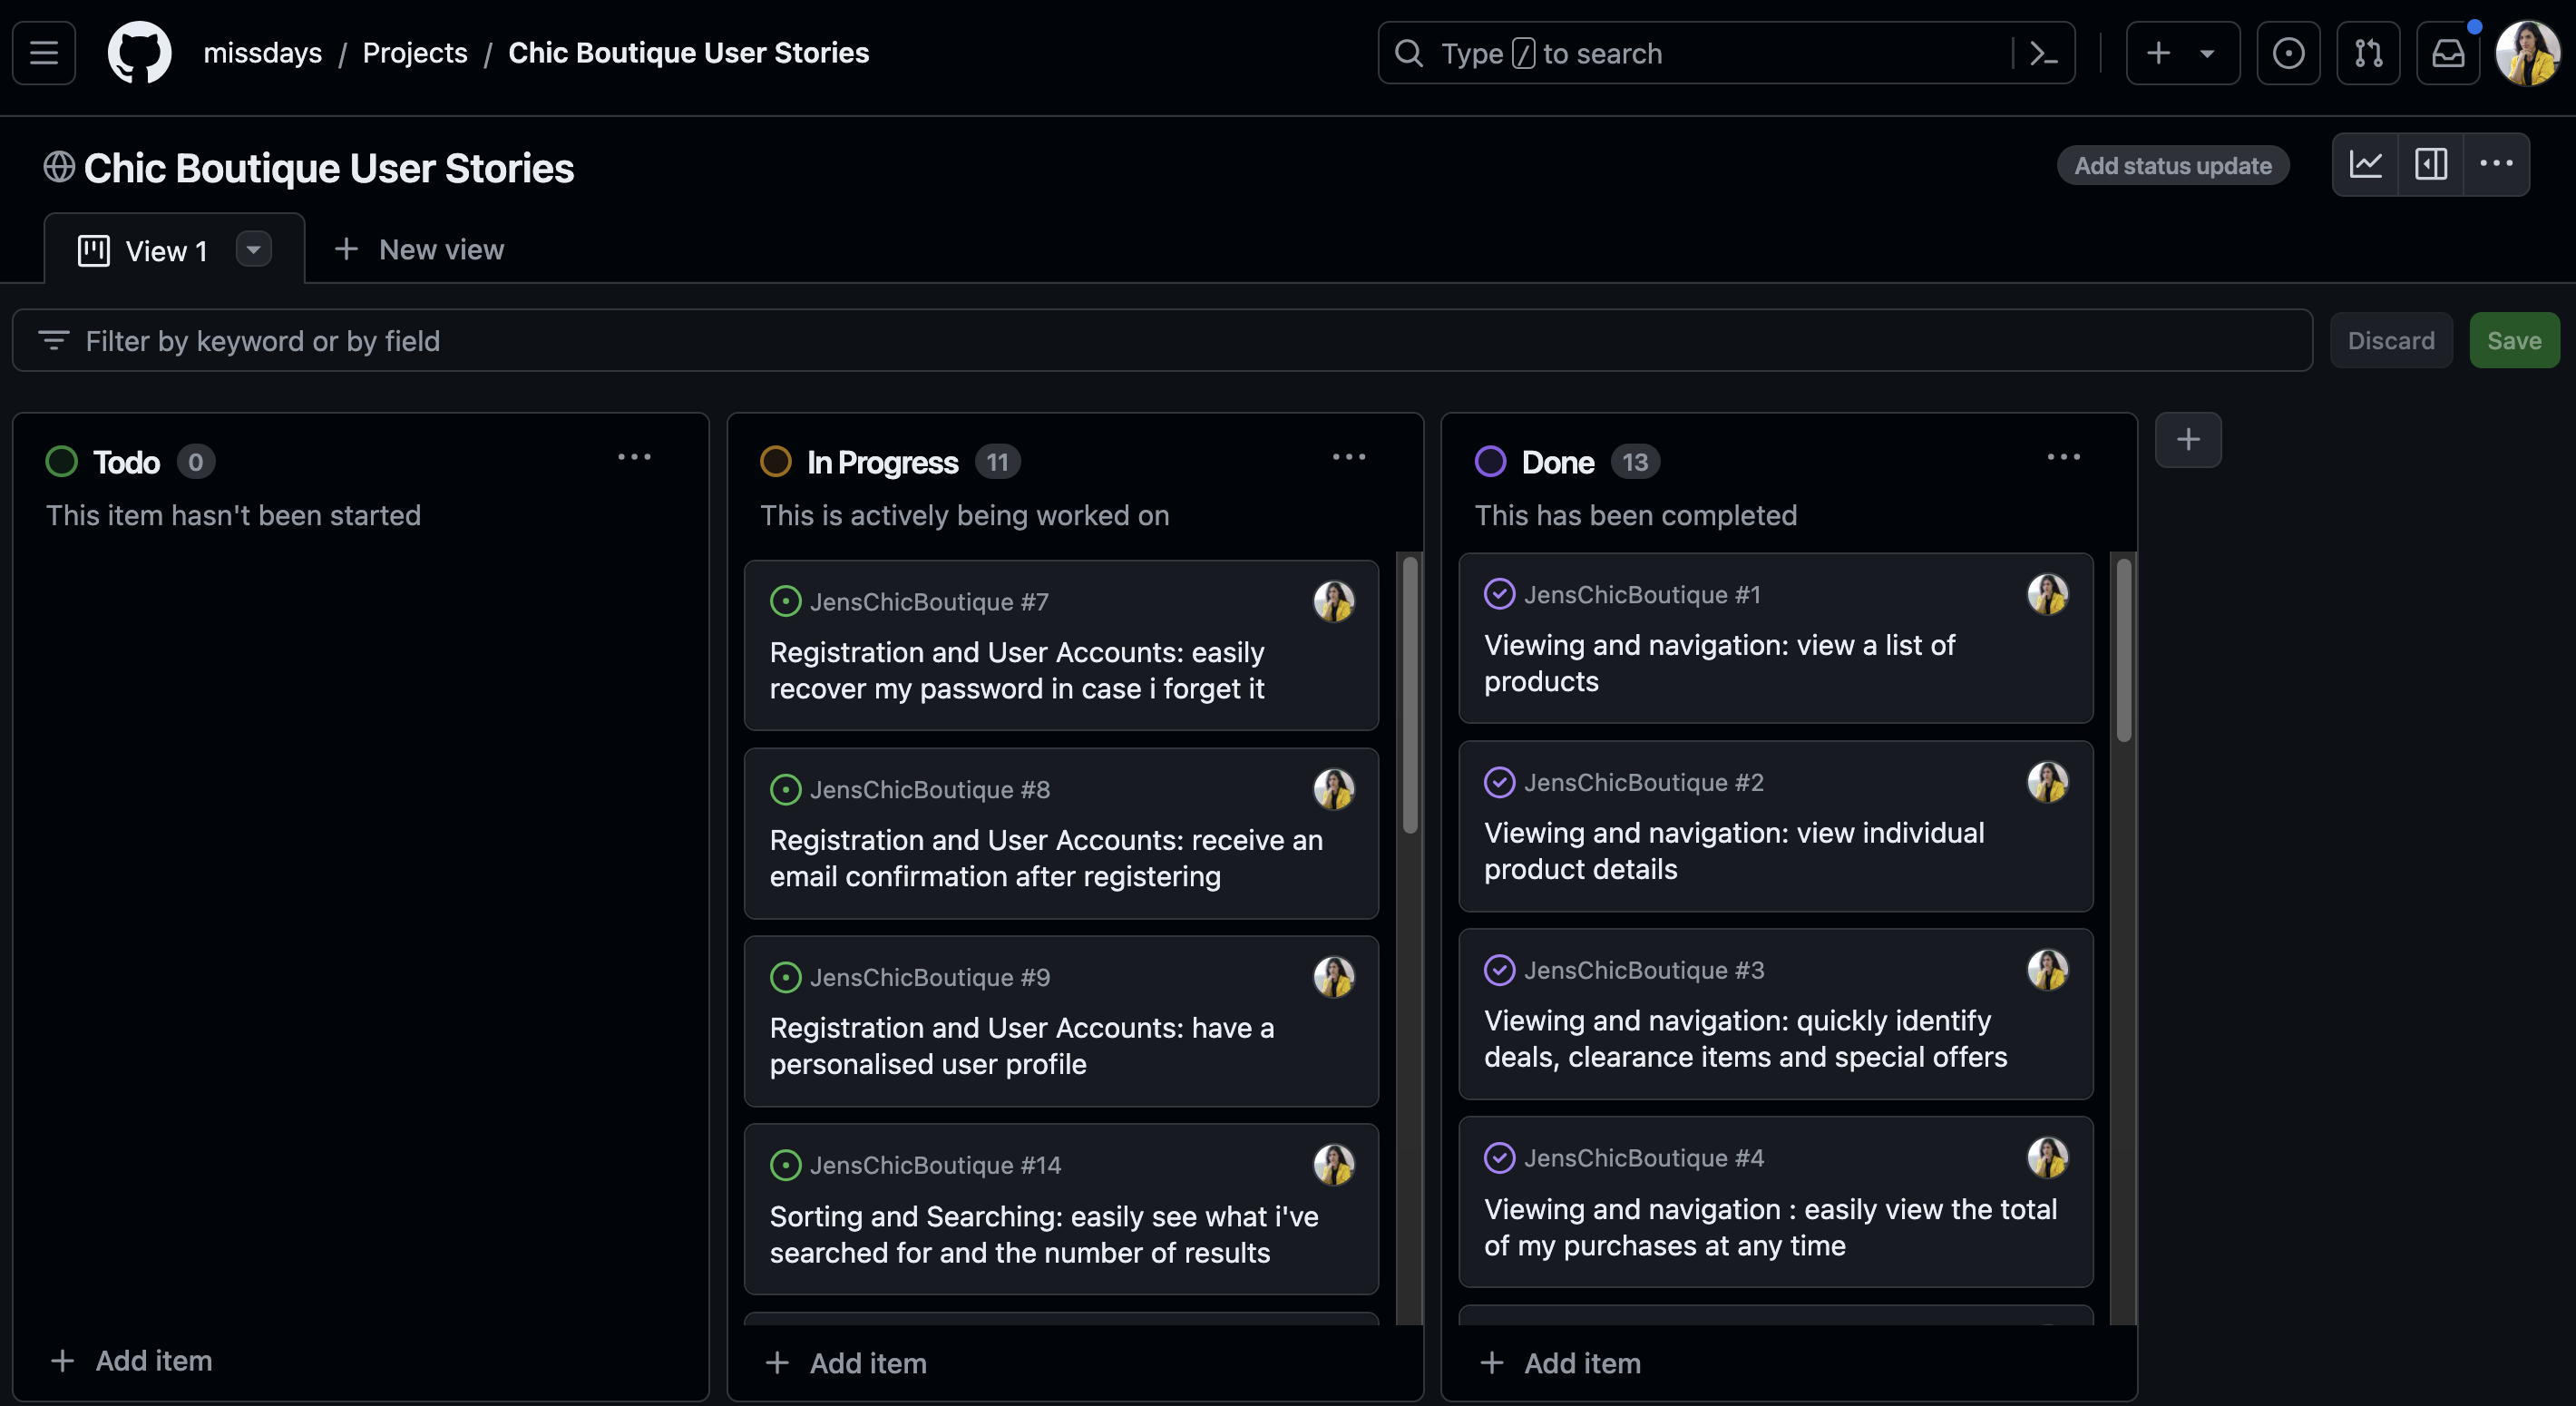 missdays / Projects / Chic Boutique User Stories
Type / to search
Chic Boutique User Stories
Add status update
View 1
New view
Filter by keyword or by field
Discard
Save
Todo 0
This item hasn't been started
Add item
In Progress 11
This is actively being worked on
JensChicBoutique #7
Registration and User Accounts: easily
recover my password in case i forget it
JensChicBoutique #8
Registration and User Accounts: receive an
email confirmation after registering
JensChicBoutique #9
Registration and User Accounts: have a
personalised user profile
JensChicBoutique #14
Sorting and Searching: easily see what i've
searched for and the number of results
Add item
Done 13
This has been completed
JensChicBoutique #1
Viewing and navigation: view a list of
products
JensChicBoutique #2
Viewing and navigation: view individual
product details
JensChicBoutique #3
Viewing and navigation: quickly identify
deals, clearance items and special offers
JensChicBoutique #4
Viewing and navigation : easily view the total
of my purchases at any time
Add item